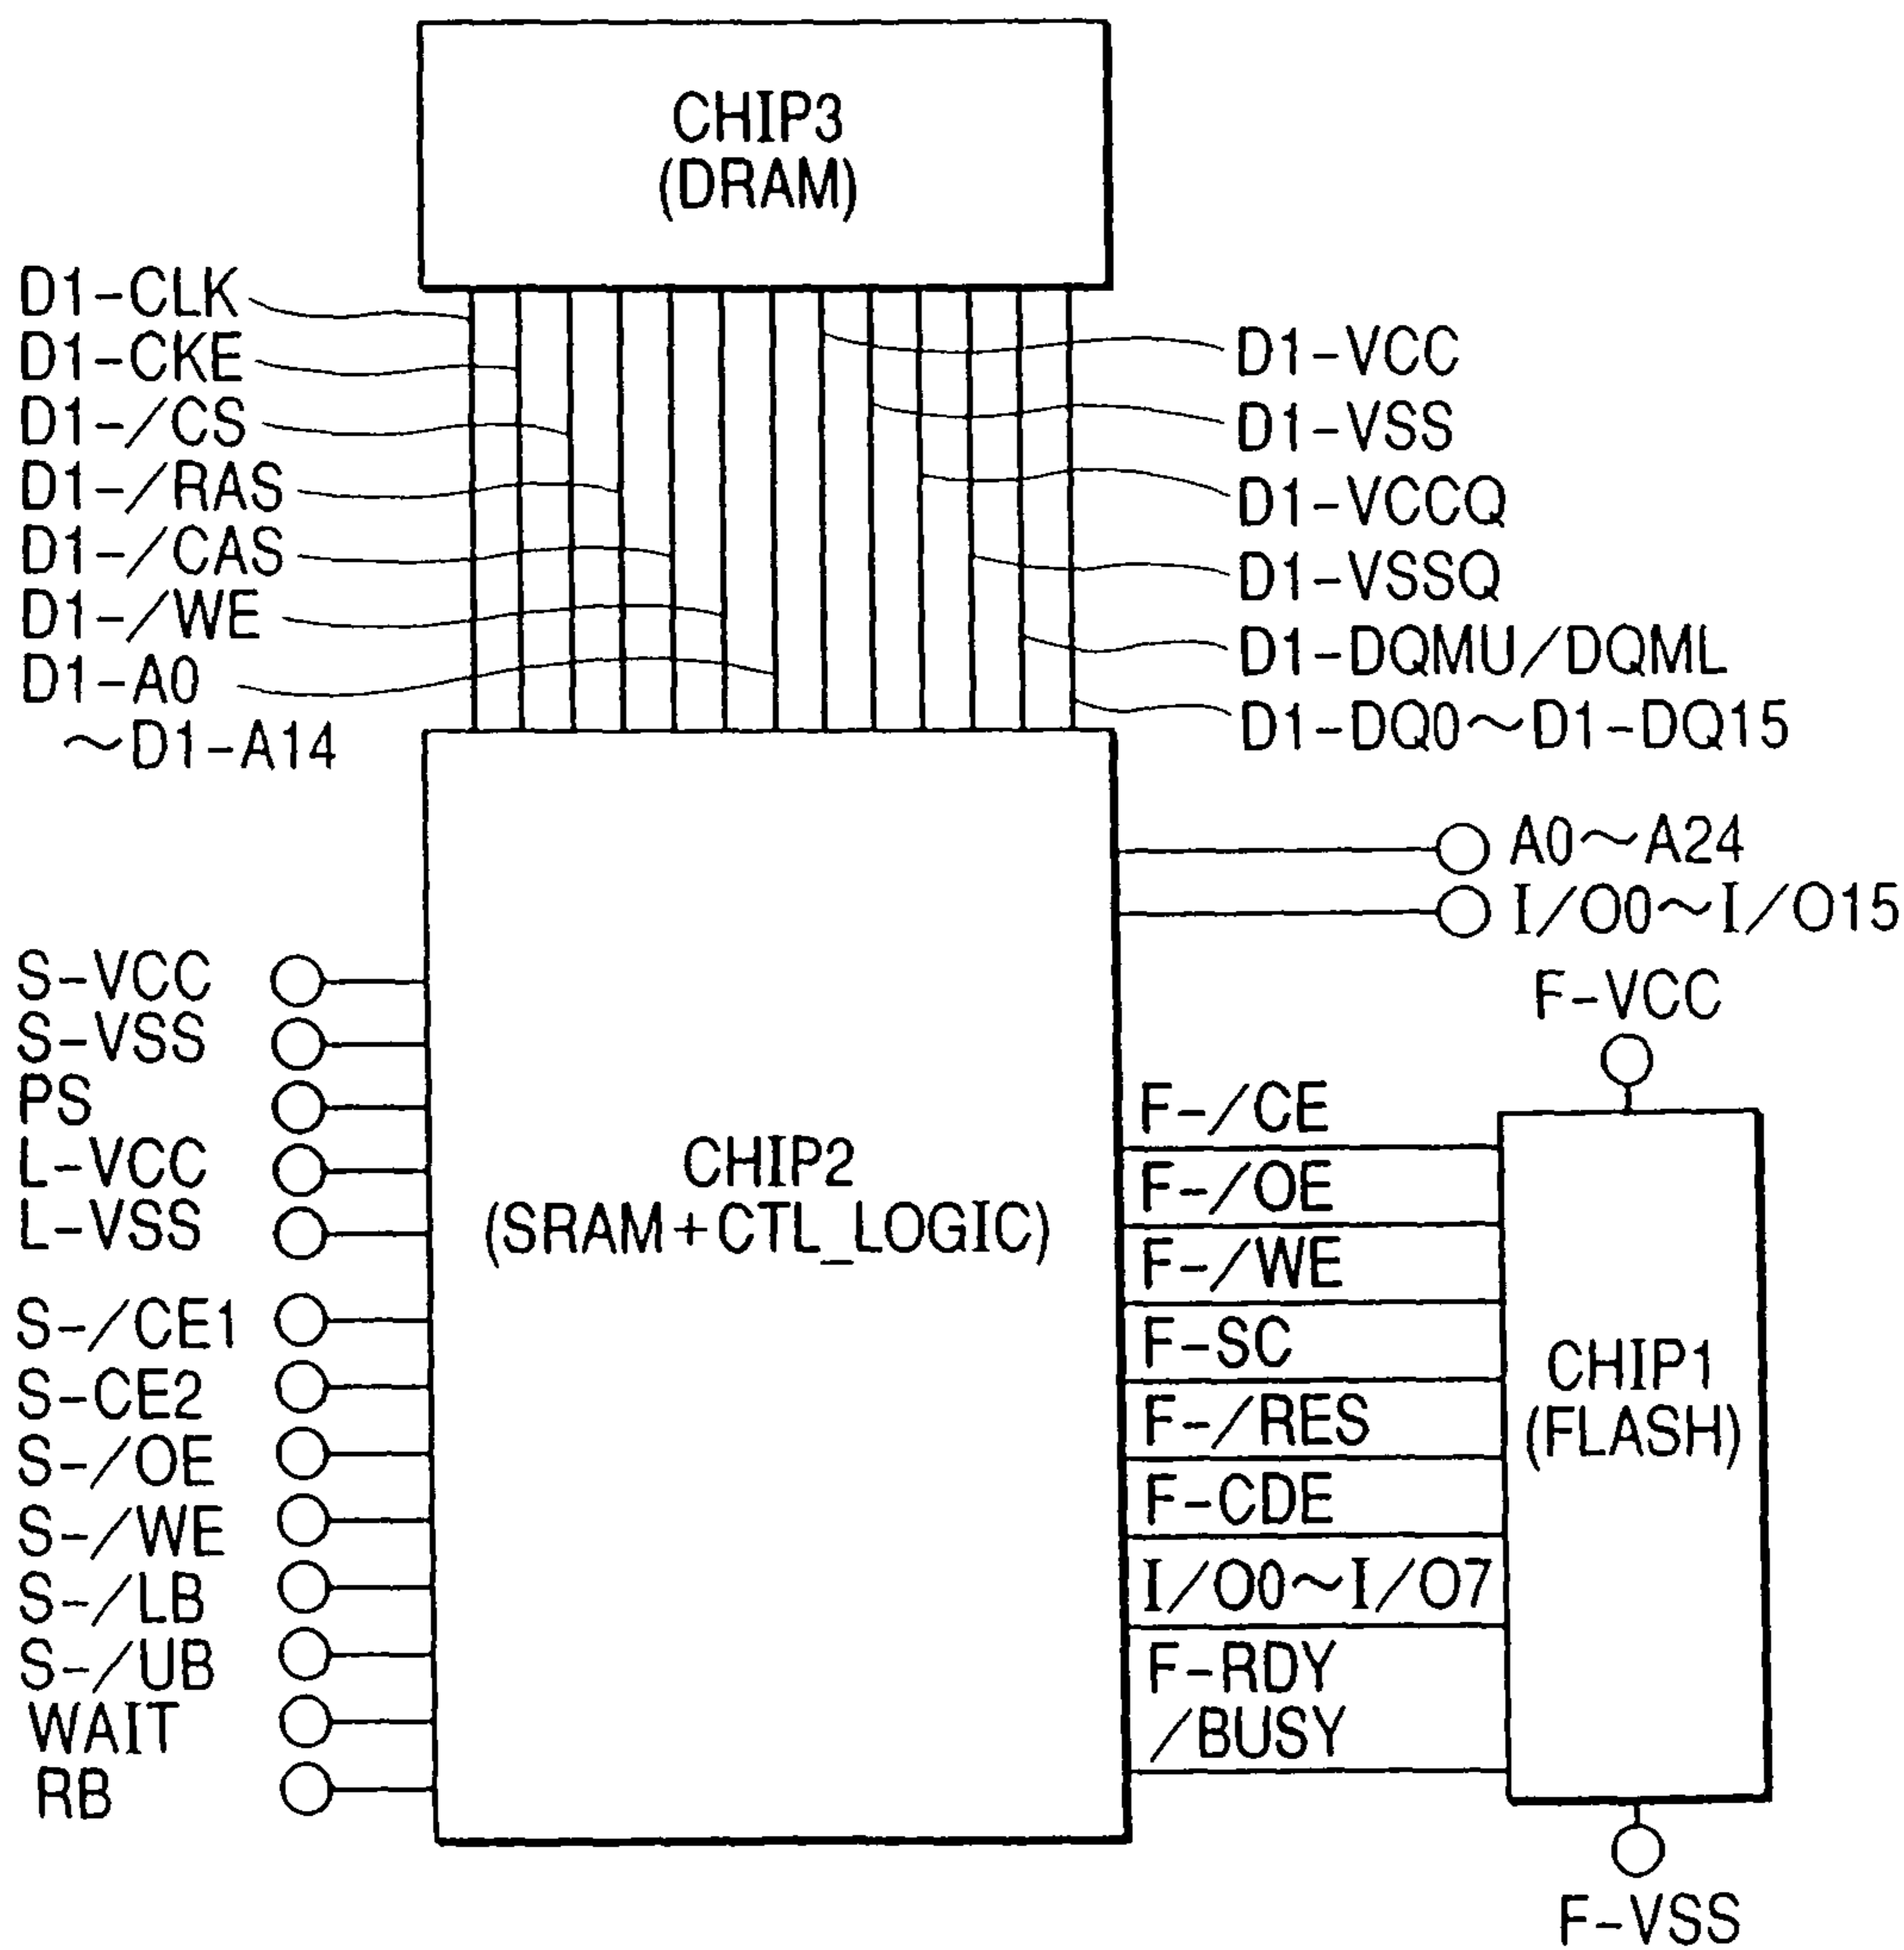 CHIP3
(DRAM)
D1-CLK
D1-CKE
D1-/CS
D1-/RAS
D1-/CAS
D1-/WE
D1-A0
~D1-A14
D1-VCC
D1-VSS
D1-VCCQ
D1-VSSQ
D1-DQMU/DQML
D1-DQ0~D1-DQ15
A0~A24
I/O0~I/O15
S-VCC
S-VSS
PS
L-VCC
L-VSS
S-/CE1
S-CE2
S-/OE
S-/WE
S-/LB
S-/UB
WAIT
RB
CHIP2
(SRAM+CTL_LOGIC)
F-VCC
F-/CE
F-/OE
F-/WE
F-SC
F-/RES
F-CDE
I/O0~I/O7
F-RDY
/BUSY
CHIP1
(FLASH)
F-VSS